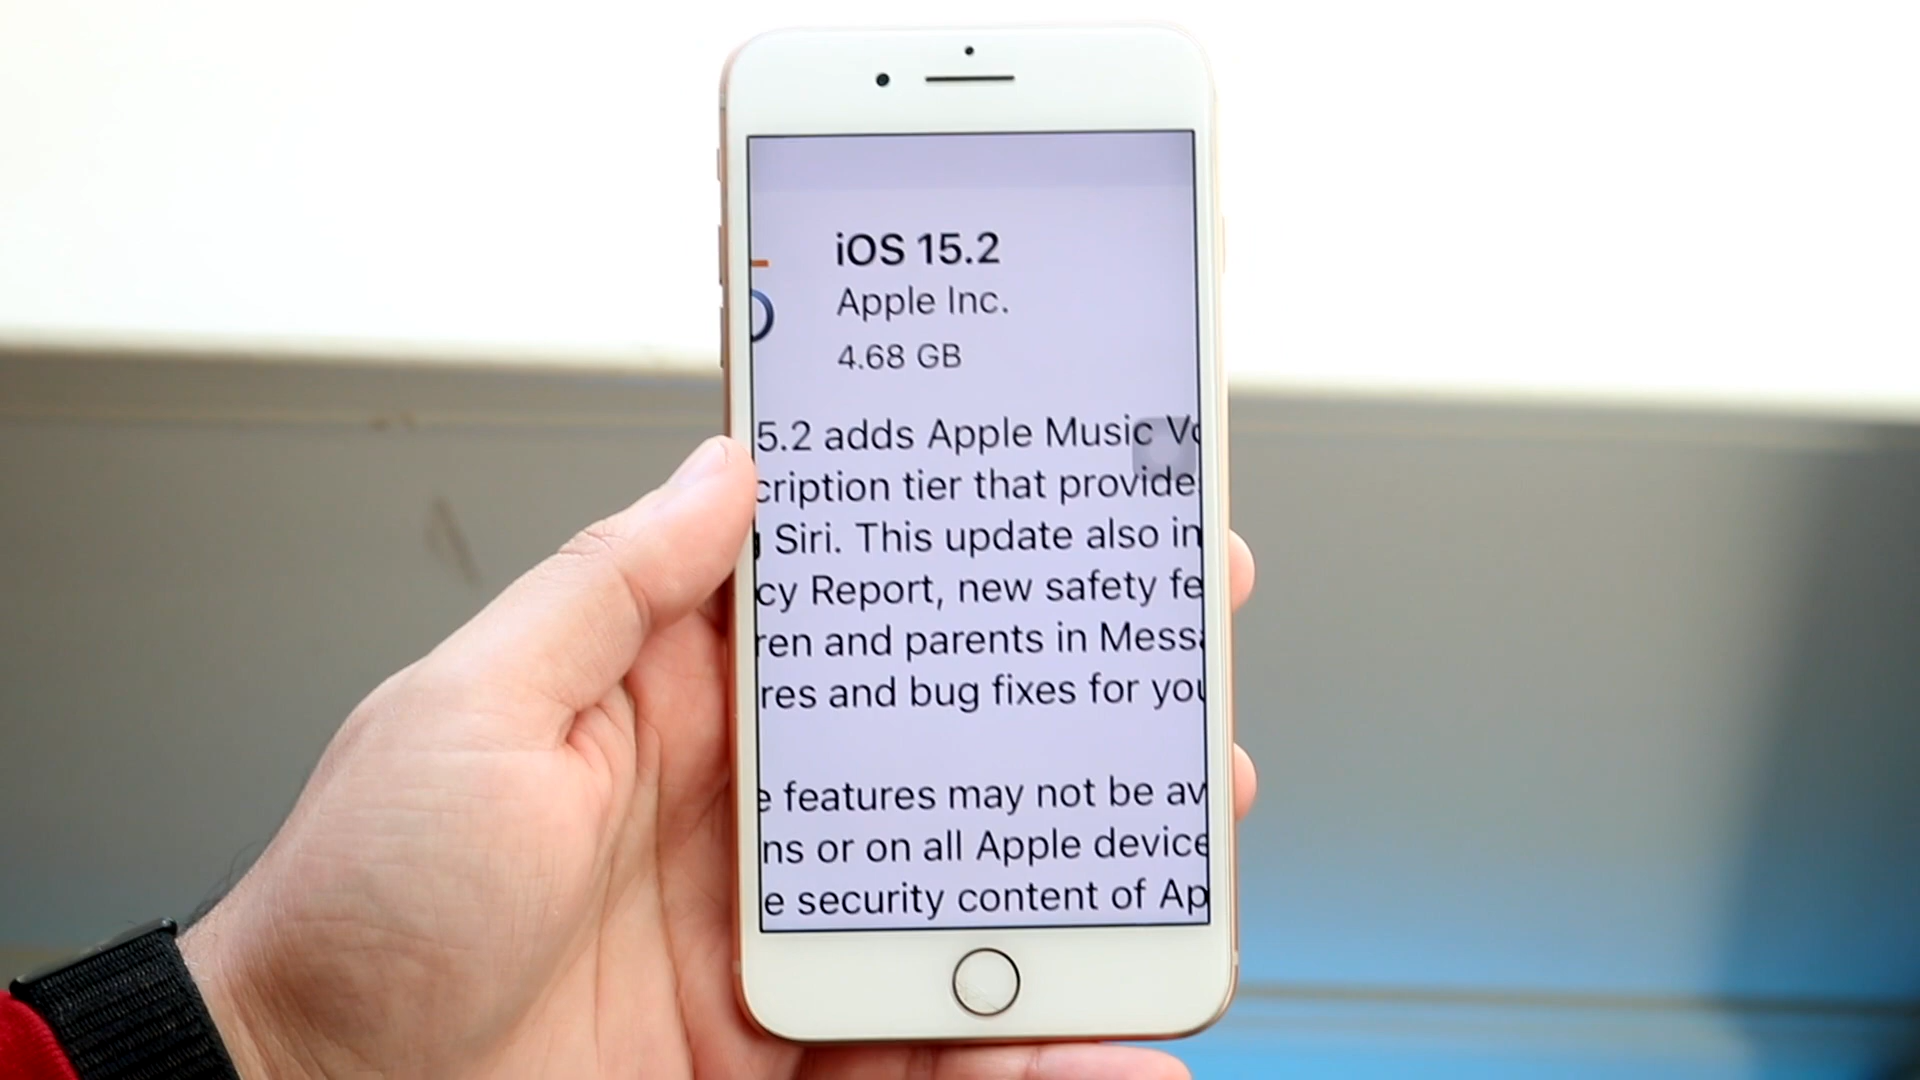 iOS 15.2
Apple Inc.
4.68 GB
5.2 adds Apple Music Vo
cription tier that provide
Siri. This update also in
cy Report, new safety fe
ren and parents in Messa
res and bug fixes for you
e features may not be av
ns or on all Apple device
e security content of Ap